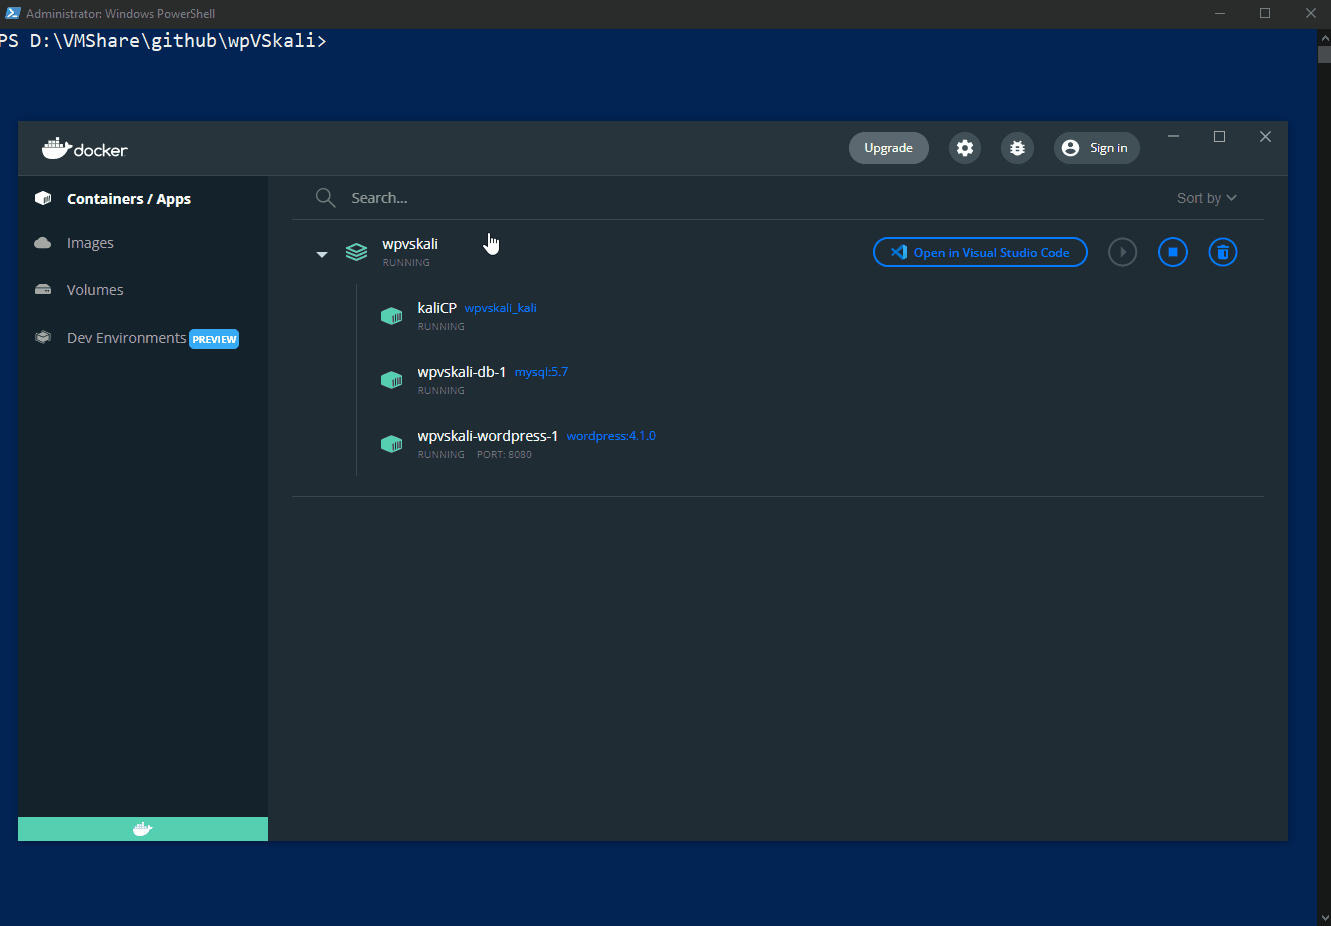 Administrator: Windows PowerShell
PS D:\VMShare\github\wpVSkali>
docker
Upgrade
Sign in
Containers / Apps
Images
Volumes
Dev Environments PREVIEW
Search...
Sort by
wpvskali
RUNNING
Open in Visual Studio Code
kaliCP wpvskali_kali
RUNNING
wpvskali-db-1 mysql:5.7
RUNNING
wpvskali-wordpress-1 wordpress:4.1.0
RUNNING PORT: 8080